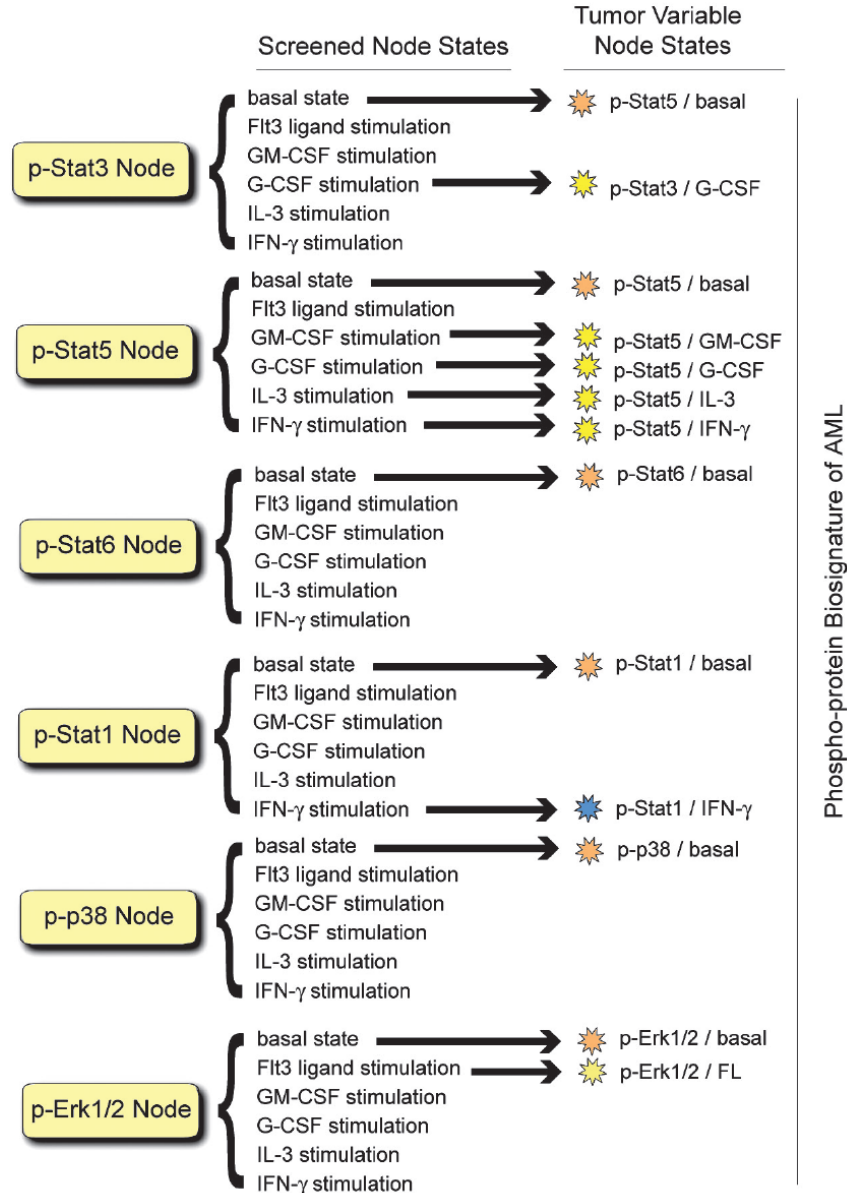 Screened Node States
Tumor Variable
Node States
p-Stat3 Node
basal state
p-Stat5 / basal
Flt3 ligand stimulation
GM-CSF stimulation
G-CSF stimulation
p-Stat3 / G-CSF
IL-3 stimulation
IFN-γ stimulation
p-Stat5 Node
basal state
p-Stat5 / basal
Flt3 ligand stimulation
GM-CSF stimulation
p-Stat5 / GM-CSF
G-CSF stimulation
p-Stat5 / G-CSF
IL-3 stimulation
p-Stat5 / IL-3
IFN-γ stimulation
p-Stat5 / IFN-γ
p-Stat6 Node
basal state
p-Stat6 / basal
Flt3 ligand stimulation
GM-CSF stimulation
G-CSF stimulation
IL-3 stimulation
IFN-γ stimulation
p-Stat1 Node
basal state
p-Stat1 / basal
Flt3 ligand stimulation
GM-CSF stimulation
G-CSF stimulation
IL-3 stimulation
IFN-γ stimulation
p-Stat1 / IFN-γ
p-p38 Node
basal state
p-p38 / basal
Flt3 ligand stimulation
GM-CSF stimulation
G-CSF stimulation
IL-3 stimulation
IFN-γ stimulation
p-Erk1/2 Node
basal state
p-Erk1/2 / basal
Flt3 ligand stimulation
p-Erk1/2 / FL
GM-CSF stimulation
G-CSF stimulation
IL-3 stimulation
IFN-γ stimulation
Phospho-protein Biosignature of AML